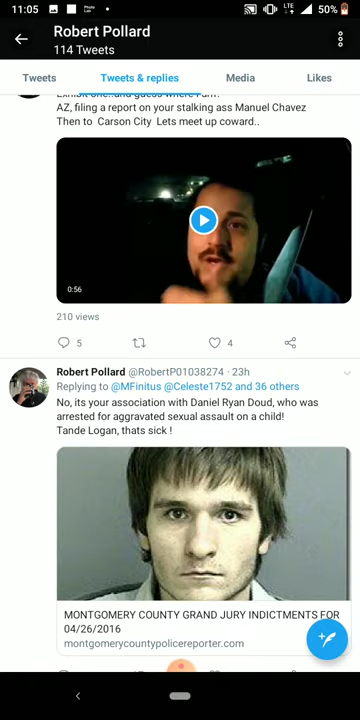 11:05
LTE
50%
Robert Pollard
114 Tweets
Tweets
Tweets & replies
Media
Likes
AZ, filing a report on your stalking ass Manuel Chavez
Then to Carson City Lets meet up coward..
0:56
210 views
5
4
Robert Pollard @RobertP01038274 · 23h
Replying to @MFinitus @Celeste1752 and 36 others
No, its your association with Daniel Ryan Doud, who was
arrested for aggravated sexual assault on a child!
Tande Logan, thats sick !
MONTGOMERY COUNTY GRAND JURY INDICTMENTS FOR
04/26/2016
montgomerycountypolicereporter.com